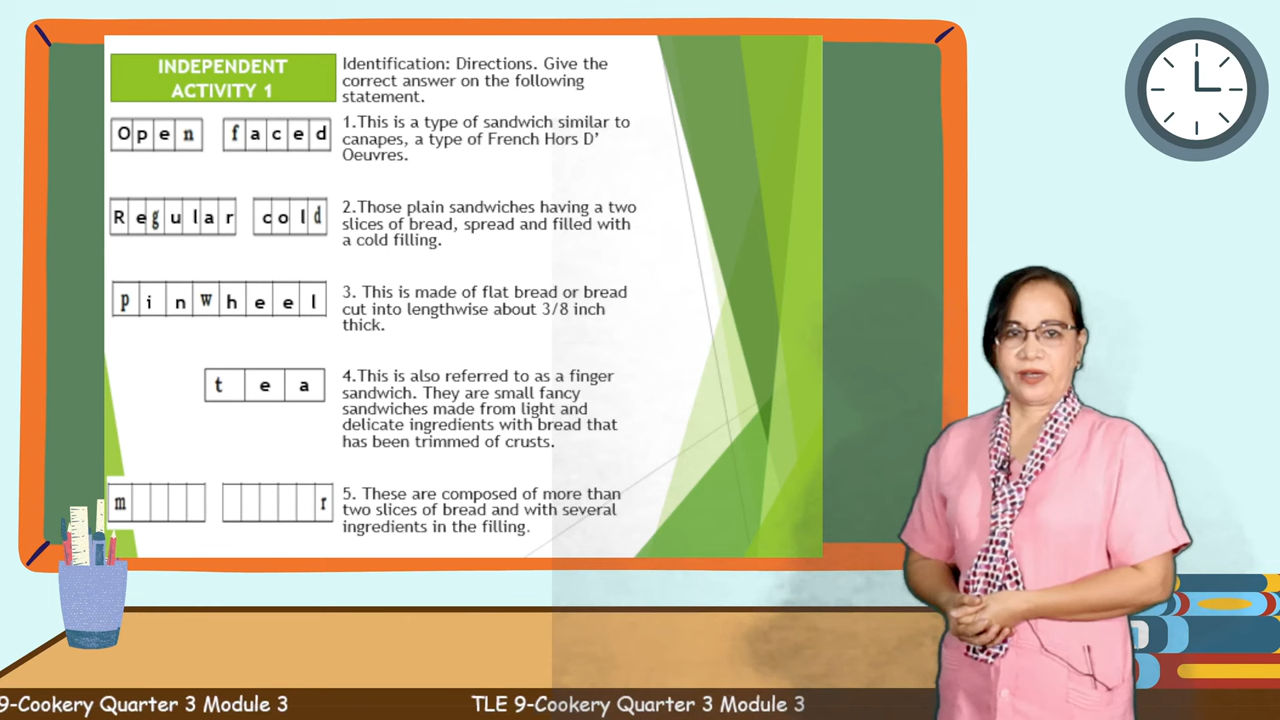 INDEPENDENT
ACTIVITY 1
Identification: Directions. Give the
correct answer on the following
statement.
Open faced
1.This is a type of sandwich similar to
canapes, a type of French Hors D’
Oeuvres.
Regular cold
2.Those plain sandwiches having a two
slices of bread, spread and filled with
a cold filling.
pinwheel
3. This is made of flat bread or bread
cut into lengthwise about 3/8 inch
thick.
tea
4.This is also referred to as a finger
sandwich. They are small fancy
sandwiches made from light and
delicate ingredients with bread that
has been trimmed of crusts.
m r
5. These are composed of more than
two slices of bread and with several
ingredients in the filling.
9-Cookery Quarter 3 Module 3 TLE 9-Cookery Quarter 3 Module 3